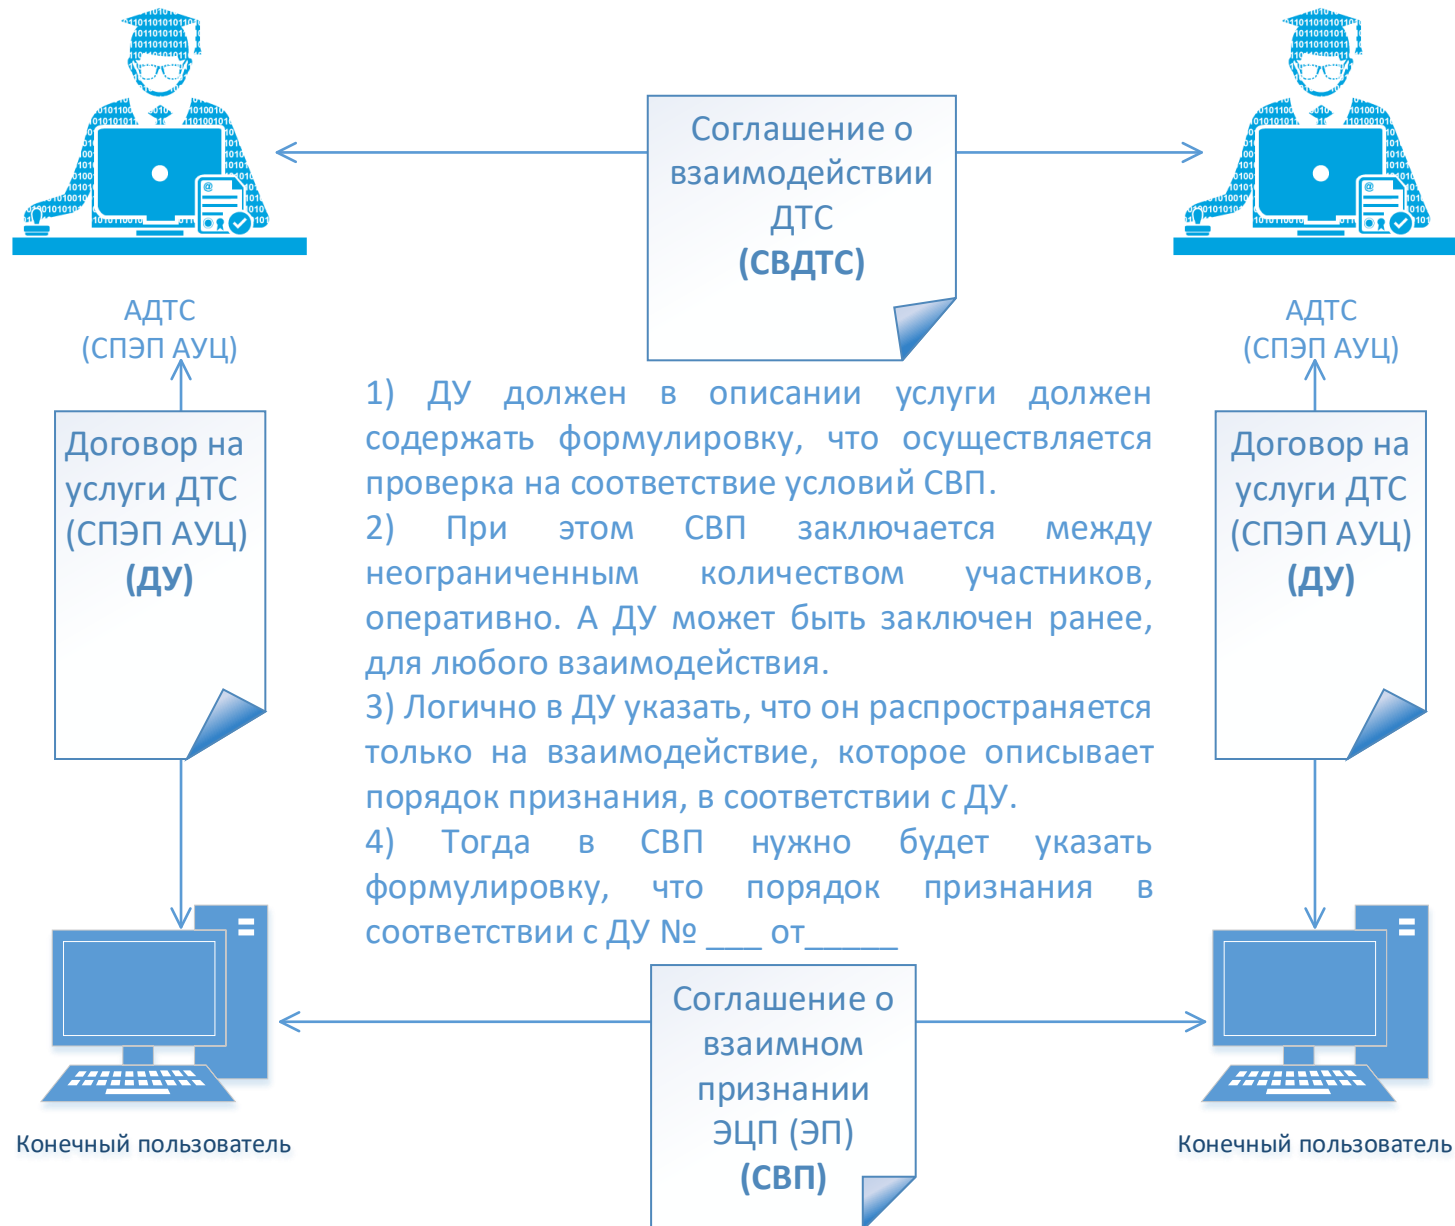 Соглашение о
взаимодействии
ДТС
(СВДТС)
АДТС
(СПЭП АУЦ)
АДТС
(СПЭП АУЦ)
Договор на
услуги ДТС
(СПЭП АУЦ)
(ДУ)
1) ДУ должен в описании услуги должен
содержать формулировку, что осуществляется
проверка на соответствие условий СВП.
2) При этом СВП заключается между
неограниченным количеством участников,
оперативно. А ДУ может быть заключен ранее,
для любого взаимодействия.
3) Логично в ДУ указать, что он распространяется
только на взаимодействие, которое описывает
порядок признания, в соответствии с ДУ.
4) Тогда в СВП нужно будет указать
формулировку, что порядок признания в
соответствии с ДУ № ___ от_____
Договор на
услуги ДТС
(СПЭП АУЦ)
(ДУ)
Соглашение о
взаимном
признании
ЭЦП (ЭП)
(СВП)
Конечный пользователь
Конечный пользователь